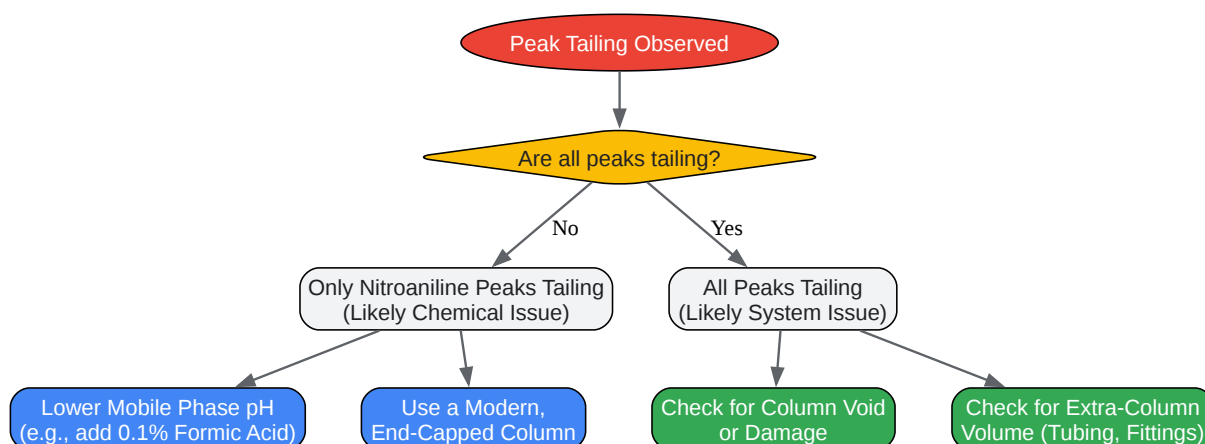 Peak Tailing Observed
Are all peaks tailing?
No
Yes
Only Nitroaniline Peaks Tailing
(Likely Chemical Issue)
All Peaks Tailing
(Likely System Issue)
Lower Mobile Phase pH
(e.g., add 0.1% Formic Acid)
Use a Modern,
End-Capped Column
Check for Column Void
or Damage
Check for Extra-Column
Volume (Tubing, Fittings)